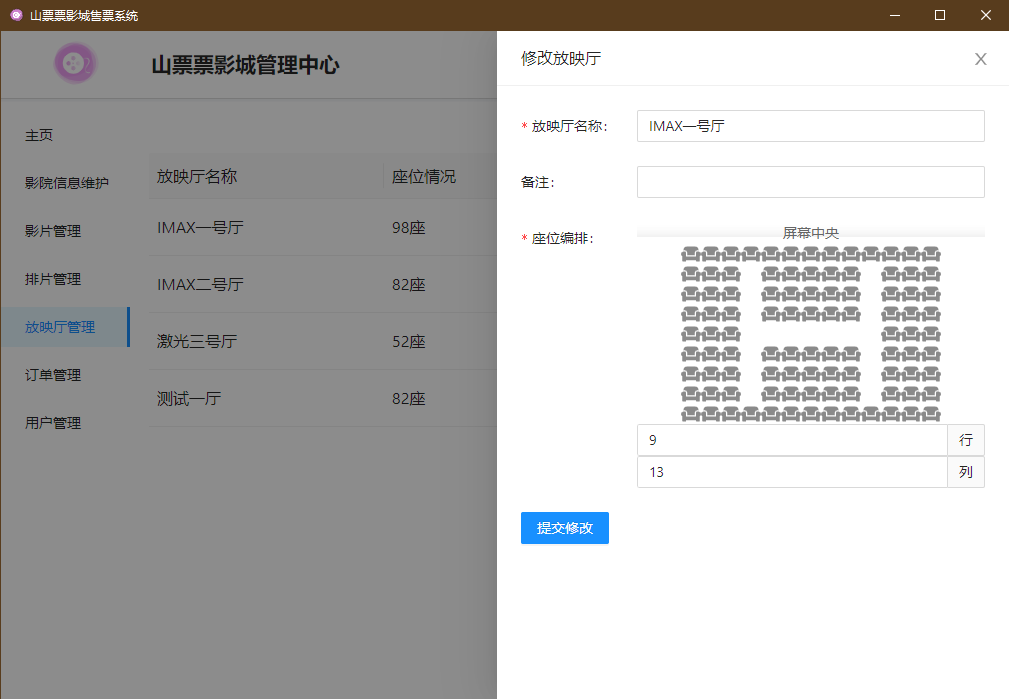 山票票影城售票系统
山票票影城管理中心
主页
影院信息维护
影片管理
排片管理
放映厅管理
订单管理
用户管理
放映厅名称 座位情况
IMAX一号厅 98座
IMAX二号厅 82座
激光三号厅 52座
测试一厅 82座
修改放映厅
* 放映厅名称: IMAX一号厅
备注:
* 座位编排:
屏幕中央
9 行
13 列
提交修改